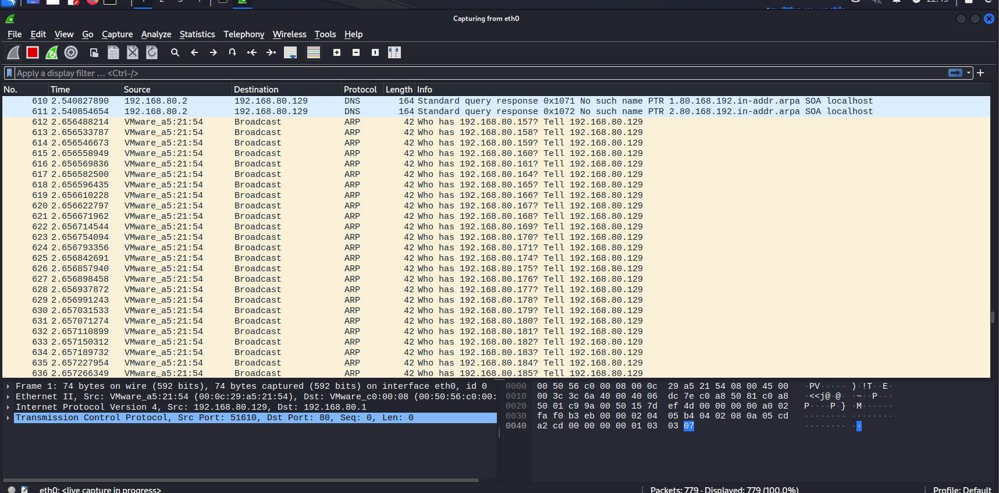 Capturing from eth0
File Edit View Go Capture Analyze Statistics Telephony Wireless Tools Help
Apply a display filter … <Ctrl-/>
No. Time Source Destination Protocol Length Info
610 2.540827890 192.168.80.2 192.168.80.129 DNS 164 Standard query response 0x1071 No such name PTR 1.80.168.192.in-addr.arpa SOA localhost
611 2.540854654 192.168.80.2 192.168.80.129 DNS 164 Standard query response 0x1072 No such name PTR 2.80.168.192.in-addr.arpa SOA localhost
612 2.656488214 VMware_a5:21:54 Broadcast ARP 42 Who has 192.168.80.157? Tell 192.168.80.129
613 2.656533787 VMware_a5:21:54 Broadcast ARP 42 Who has 192.168.80.158? Tell 192.168.80.129
614 2.656546673 VMware_a5:21:54 Broadcast ARP 42 Who has 192.168.80.159? Tell 192.168.80.129
615 2.656558949 VMware_a5:21:54 Broadcast ARP 42 Who has 192.168.80.160? Tell 192.168.80.129
616 2.656569836 VMware_a5:21:54 Broadcast ARP 42 Who has 192.168.80.161? Tell 192.168.80.129
617 2.656582500 VMware_a5:21:54 Broadcast ARP 42 Who has 192.168.80.164? Tell 192.168.80.129
618 2.656596435 VMware_a5:21:54 Broadcast ARP 42 Who has 192.168.80.165? Tell 192.168.80.129
619 2.656610228 VMware_a5:21:54 Broadcast ARP 42 Who has 192.168.80.166? Tell 192.168.80.129
620 2.656622797 VMware_a5:21:54 Broadcast ARP 42 Who has 192.168.80.167? Tell 192.168.80.129
621 2.656671962 VMware_a5:21:54 Broadcast ARP 42 Who has 192.168.80.168? Tell 192.168.80.129
622 2.656714544 VMware_a5:21:54 Broadcast ARP 42 Who has 192.168.80.169? Tell 192.168.80.129
623 2.656754094 VMware_a5:21:54 Broadcast ARP 42 Who has 192.168.80.170? Tell 192.168.80.129
624 2.656793356 VMware_a5:21:54 Broadcast ARP 42 Who has 192.168.80.171? Tell 192.168.80.129
625 2.656842691 VMware_a5:21:54 Broadcast ARP 42 Who has 192.168.80.174? Tell 192.168.80.129
626 2.656857940 VMware_a5:21:54 Broadcast ARP 42 Who has 192.168.80.175? Tell 192.168.80.129
627 2.656898458 VMware_a5:21:54 Broadcast ARP 42 Who has 192.168.80.176? Tell 192.168.80.129
628 2.656937872 VMware_a5:21:54 Broadcast ARP 42 Who has 192.168.80.177? Tell 192.168.80.129
629 2.656991243 VMware_a5:21:54 Broadcast ARP 42 Who has 192.168.80.178? Tell 192.168.80.129
630 2.657031533 VMware_a5:21:54 Broadcast ARP 42 Who has 192.168.80.179? Tell 192.168.80.129
631 2.657071274 VMware_a5:21:54 Broadcast ARP 42 Who has 192.168.80.180? Tell 192.168.80.129
632 2.657110899 VMware_a5:21:54 Broadcast ARP 42 Who has 192.168.80.181? Tell 192.168.80.129
633 2.657150312 VMware_a5:21:54 Broadcast ARP 42 Who has 192.168.80.182? Tell 192.168.80.129
634 2.657189732 VMware_a5:21:54 Broadcast ARP 42 Who has 192.168.80.183? Tell 192.168.80.129
635 2.657227954 VMware_a5:21:54 Broadcast ARP 42 Who has 192.168.80.184? Tell 192.168.80.129
636 2.657266349 VMware_a5:21:54 Broadcast ARP 42 Who has 192.168.80.185? Tell 192.168.80.129
Frame 1: 74 bytes on wire (592 bits), 74 bytes captured (592 bits) on interface eth0, id 0
Ethernet II, Src: VMware_a5:21:54 (00:0c:29:a5:21:54), Dst: VMware_c0:00:08 (00:50:56:c0:00:
Internet Protocol Version 4, Src: 192.168.80.129, Dst: 192.168.80.1
Transmission Control Protocol, Src Port: 51610, Dst Port: 80, Seq: 0, Len: 0
0000 00 50 56 c0 00 08 00 0c 29 a5 21 54 08 00 45 00 ·PV····· )·!T··E·
0010 00 3c 3c 6a 40 00 40 06 dc 7e c0 a8 50 81 c0 a8 ·<<j@·@· ·~··P···
0020 50 01 c9 9a 00 50 15 7d ef 4d 00 00 00 00 a0 02 P····P·} ·M······
0030 fa f0 b3 eb 00 00 02 04 05 b4 04 02 08 0a 05 cd ········ ········
0040 a2 cd 00 00 00 00 01 03 03 07 ········ ··
eth0: <live capture in progress>
Packets: 779 · Displayed: 779 (100.0%)
Profile: Default